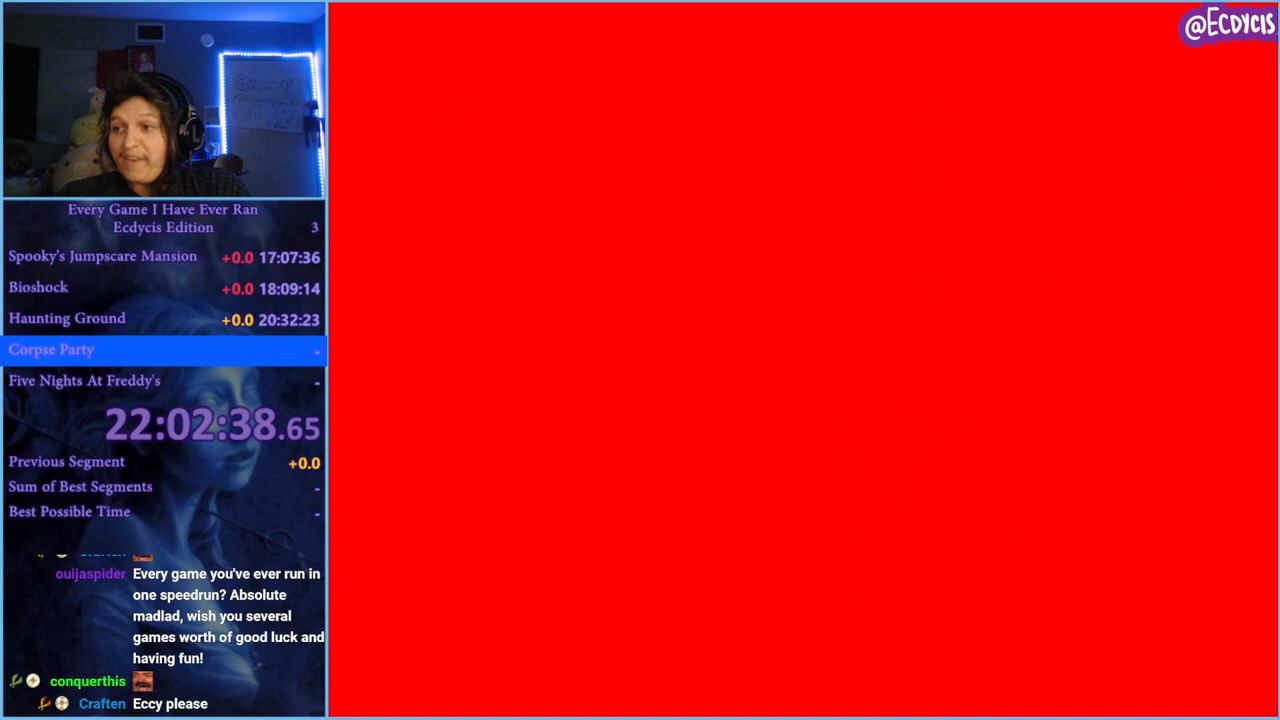 @ECDYCIS
GAME
Every Game I Have Ever Ran
Ecdycis Edition 3
Spooky's Jumpscare Mansion +0.0 17:07:36
Bioshock +0.0 18:09:14
Haunting Ground +0.0 20:32:23
Corpse Party -
Five Nights At Freddy's -
22:02:38.65
Previous Segment +0.0
Sum of Best Segments -
Best Possible Time -
ouijaspider Every game you've ever run in
one speedrun? Absolute
madlad, wish you several
games worth of good luck and
having fun!
conquerthis
Craften Eccy please